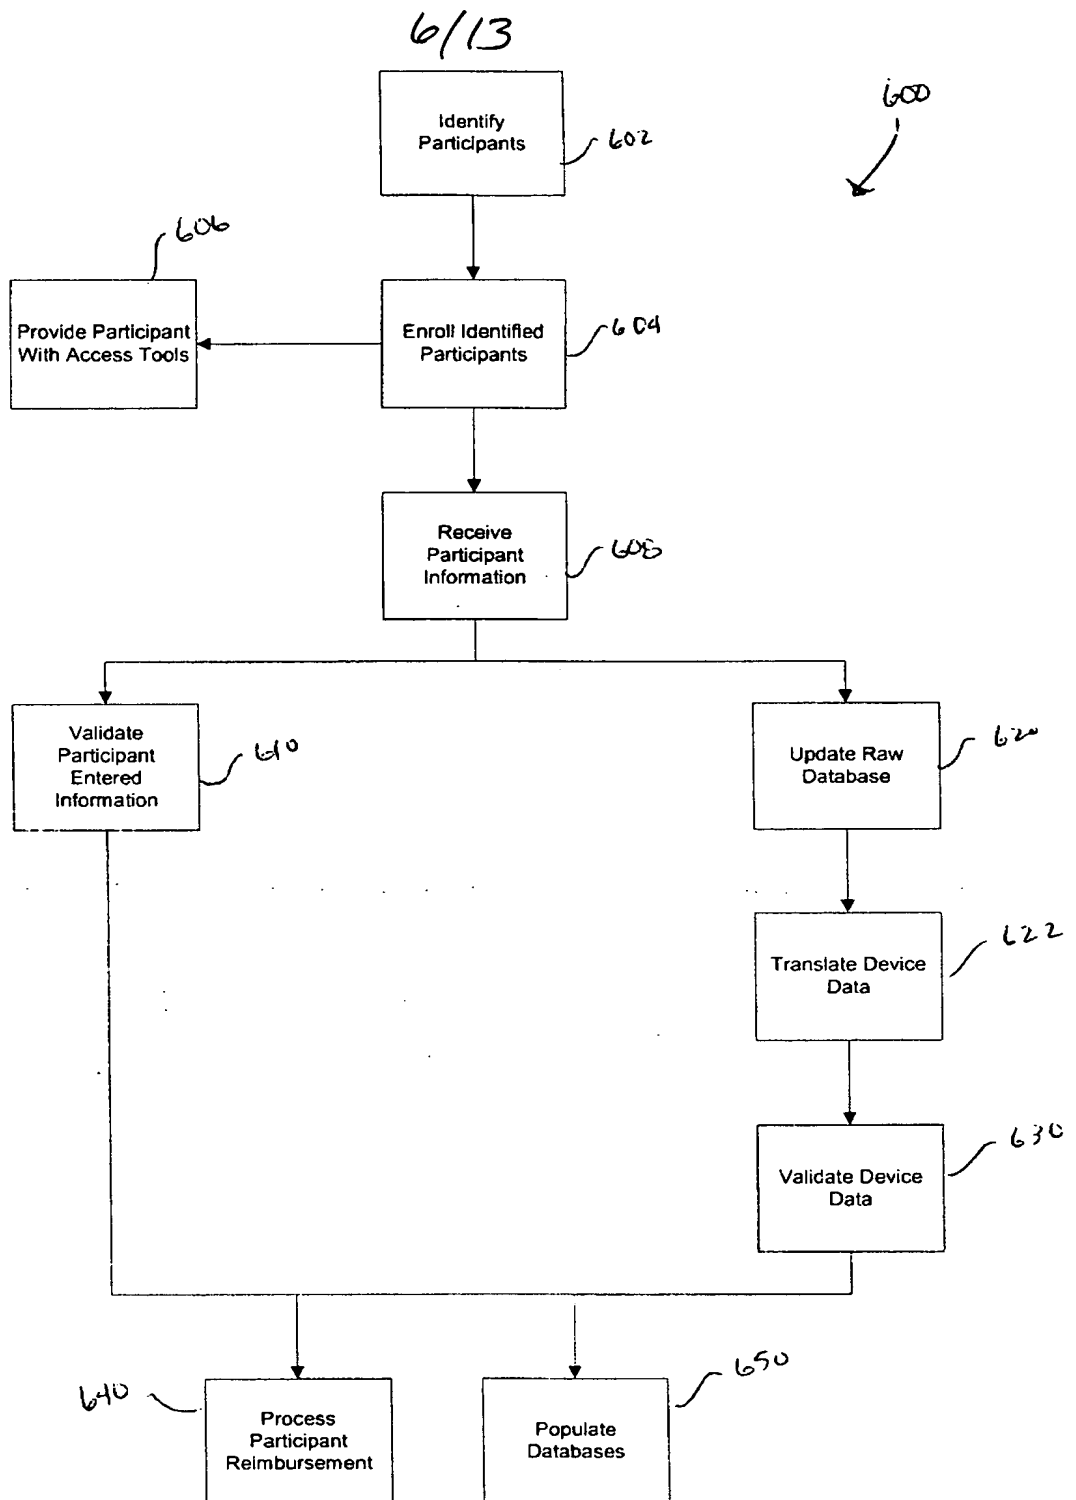 6/13
600
Identify
Participants
602
606
Provide Participant
With Access Tools
Enroll Identified
Participants
604
Receive
Participant
Information
608
Validate
Participant
Entered
Information
610
Update Raw
Database
620
Translate Device
Data
622
Validate Device
Data
630
640
Process
Participant
Reimbursement
650
Populate
Databases